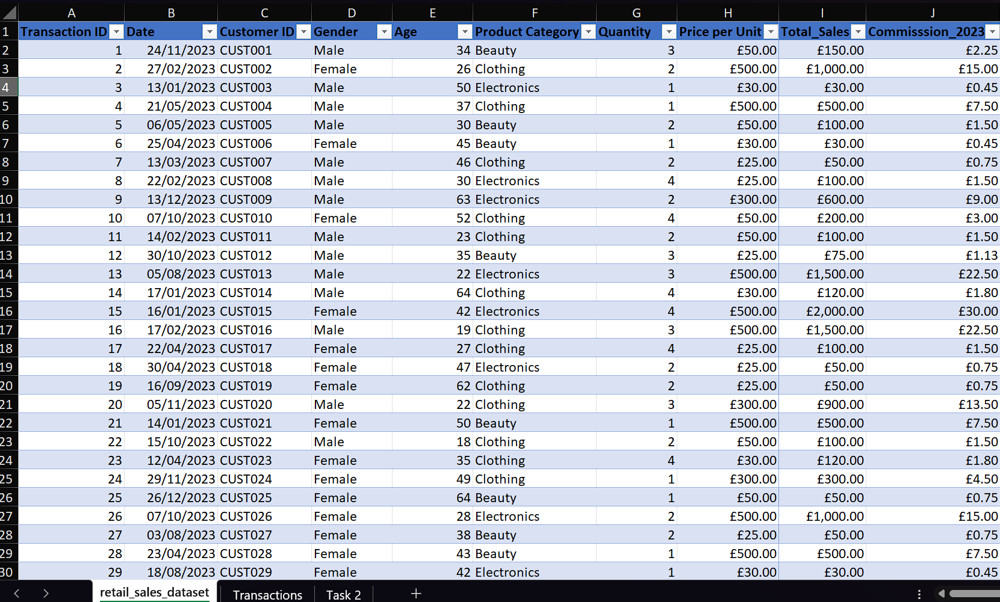 A B C D E F G H I J
1 Transaction ID Date Customer ID Gender Age Product Category Quantity Price per Unit Total_Sales Commisssion_2023
2 1 24/11/2023 CUST001 Male 34 Beauty 3 £50.00 £150.00 £2.25
3 2 27/02/2023 CUST002 Female 26 Clothing 2 £500.00 £1,000.00 £15.00
4 3 13/01/2023 CUST003 Male 50 Electronics 1 £30.00 £30.00 £0.45
5 4 21/05/2023 CUST004 Male 37 Clothing 1 £500.00 £500.00 £7.50
6 5 06/05/2023 CUST005 Male 30 Beauty 2 £50.00 £100.00 £1.50
7 6 25/04/2023 CUST006 Female 45 Beauty 1 £30.00 £30.00 £0.45
8 7 13/03/2023 CUST007 Male 46 Clothing 2 £25.00 £50.00 £0.75
9 8 22/02/2023 CUST008 Male 30 Electronics 4 £25.00 £100.00 £1.50
10 9 13/12/2023 CUST009 Male 63 Electronics 2 £300.00 £600.00 £9.00
11 10 07/10/2023 CUST010 Female 52 Clothing 4 £50.00 £200.00 £3.00
12 11 14/02/2023 CUST011 Male 23 Clothing 2 £50.00 £100.00 £1.50
13 12 30/10/2023 CUST012 Male 35 Beauty 3 £25.00 £75.00 £1.13
14 13 05/08/2023 CUST013 Male 22 Electronics 3 £500.00 £1,500.00 £22.50
15 14 17/01/2023 CUST014 Male 64 Clothing 4 £30.00 £120.00 £1.80
16 15 16/01/2023 CUST015 Female 42 Electronics 4 £500.00 £2,000.00 £30.00
17 16 17/02/2023 CUST016 Male 19 Clothing 3 £500.00 £1,500.00 £22.50
18 17 22/04/2023 CUST017 Female 27 Clothing 4 £25.00 £100.00 £1.50
19 18 30/04/2023 CUST018 Female 47 Electronics 2 £25.00 £50.00 £0.75
20 19 16/09/2023 CUST019 Female 62 Clothing 2 £25.00 £50.00 £0.75
21 20 05/11/2023 CUST020 Male 22 Clothing 3 £300.00 £900.00 £13.50
22 21 14/01/2023 CUST021 Female 50 Beauty 1 £500.00 £500.00 £7.50
23 22 15/10/2023 CUST022 Male 18 Clothing 2 £50.00 £100.00 £1.50
24 23 12/04/2023 CUST023 Female 35 Clothing 4 £30.00 £120.00 £1.80
25 24 29/11/2023 CUST024 Female 49 Clothing 1 £300.00 £300.00 £4.50
26 25 26/12/2023 CUST025 Female 64 Beauty 1 £50.00 £50.00 £0.75
27 26 07/10/2023 CUST026 Female 28 Electronics 2 £500.00 £1,000.00 £15.00
28 27 03/08/2023 CUST027 Female 38 Beauty 2 £25.00 £50.00 £0.75
29 28 23/04/2023 CUST028 Female 43 Beauty 1 £500.00 £500.00 £7.50
30 29 18/08/2023 CUST029 Female 42 Electronics 1 £30.00 £30.00 £0.45
retail_sales_dataset Transactions Task 2